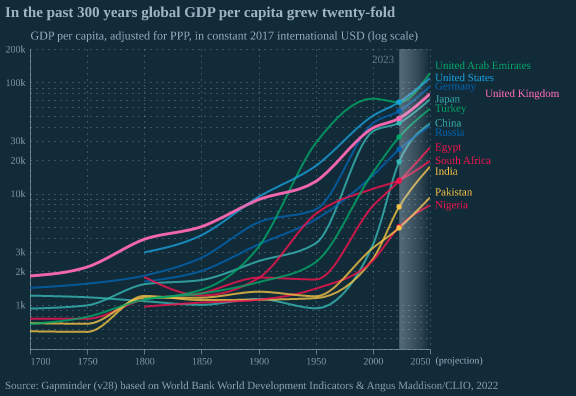 In the past 300 years global GDP per capita grew twenty-fold
GDP per capita, adjusted for PPP, in constant 2017 international USD (log scale)
200k
2023
United Arab Emirates
United States
100k
Germany
United Kingdom
Japan
Turkey
China
Russia
30k
Egypt
20k
South Africa
India
10k
Pakistan
Nigeria
3k
2k
1k
1700 1750 1800 1850 1900 1950 2000 2050 (projection)
Source: Gapminder (v28) based on World Bank World Development Indicators & Angus Maddison/CLIO, 2022